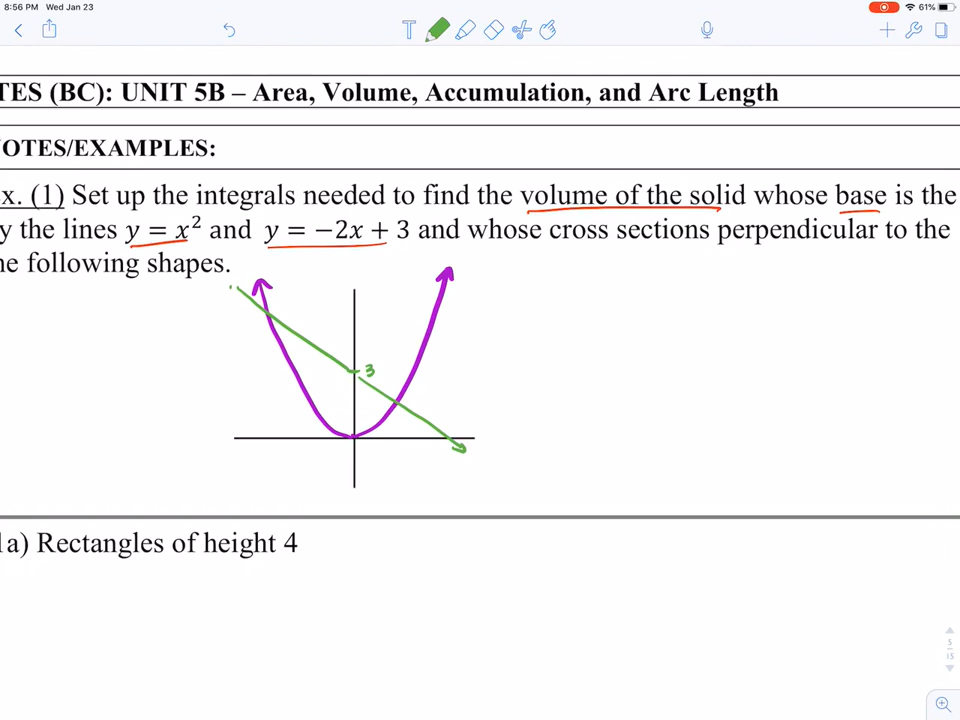 8:56 PM Wed Jan 23
61%
T
TES (BC): UNIT 5B – Area, Volume, Accumulation, and Arc Length
NOTES/EXAMPLES:
x. (1) Set up the integrals needed to find the volume of the solid whose base is the
y the lines y = x² and y = −2x + 3 and whose cross sections perpendicular to the
he following shapes.
3
1a) Rectangles of height 4
5
15